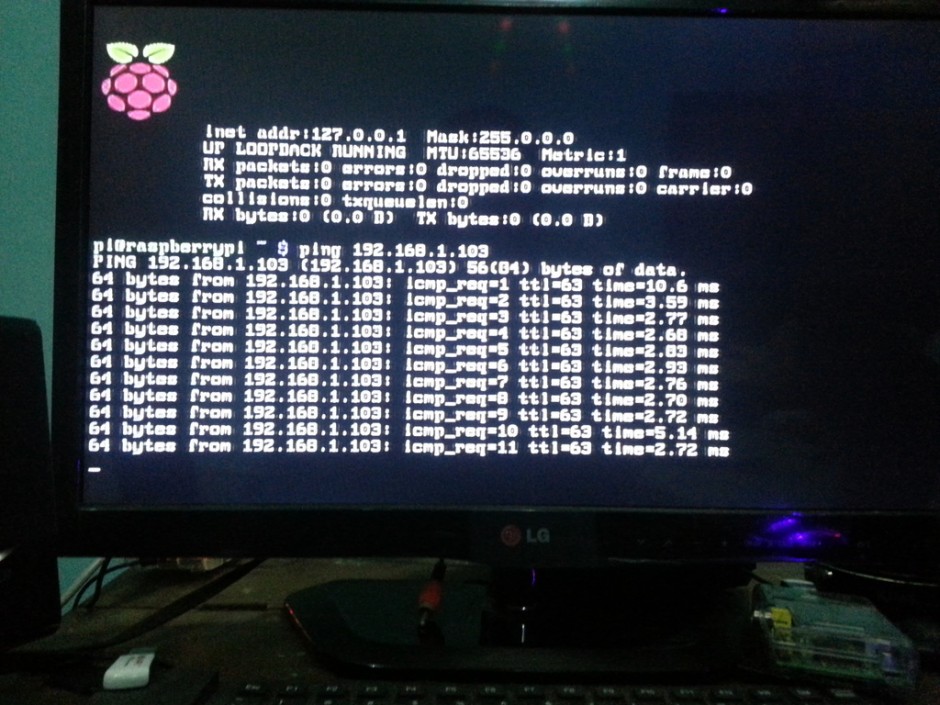 inet addr:127.0.0.1 Mask:255.0.0.0
UP LOOPBACK RUNNING MTU:65536 Metric:1
RX packets:0 errors:0 dropped:0 overruns:0 frame:0
TX packets:0 errors:0 dropped:0 overruns:0 carrier:0
collisions:0 txqueuelen:0
RX bytes:0 (0.0 B) TX bytes:0 (0.0 B)
pi@raspberrypi ~ $ ping 192.168.1.103
PING 192.168.1.103 (192.168.1.103) 56(84) bytes of data.
64 bytes from 192.168.1.103: icmp_req=1 ttl=63 time=10.6 ms
64 bytes from 192.168.1.103: icmp_req=2 ttl=63 time=3.59 ms
64 bytes from 192.168.1.103: icmp_req=3 ttl=63 time=2.77 ms
64 bytes from 192.168.1.103: icmp_req=4 ttl=63 time=2.68 ms
64 bytes from 192.168.1.103: icmp_req=5 ttl=63 time=2.83 ms
64 bytes from 192.168.1.103: icmp_req=6 ttl=63 time=2.93 ms
64 bytes from 192.168.1.103: icmp_req=7 ttl=63 time=2.76 ms
64 bytes from 192.168.1.103: icmp_req=8 ttl=63 time=2.70 ms
64 bytes from 192.168.1.103: icmp_req=9 ttl=63 time=2.72 ms
64 bytes from 192.168.1.103: icmp_req=10 ttl=63 time=5.14 ms
64 bytes from 192.168.1.103: icmp_req=11 ttl=63 time=2.72 ms
LG